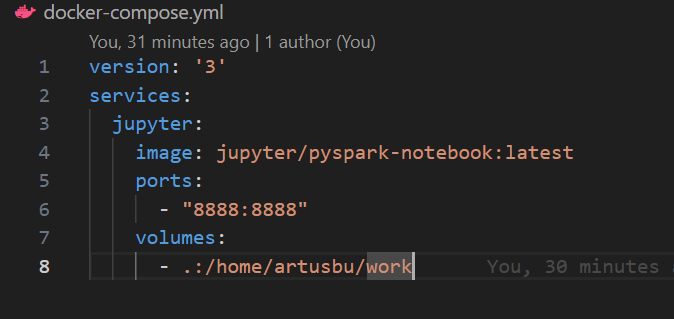 docker-compose.yml
You, 31 minutes ago | 1 author (You)
1 version: '3'
2 services:
3 jupyter:
4 image: jupyter/pyspark-notebook:latest
5 ports:
6 - "8888:8888"
7 volumes:
8 - .:/home/artusbu/work You, 30 minutes